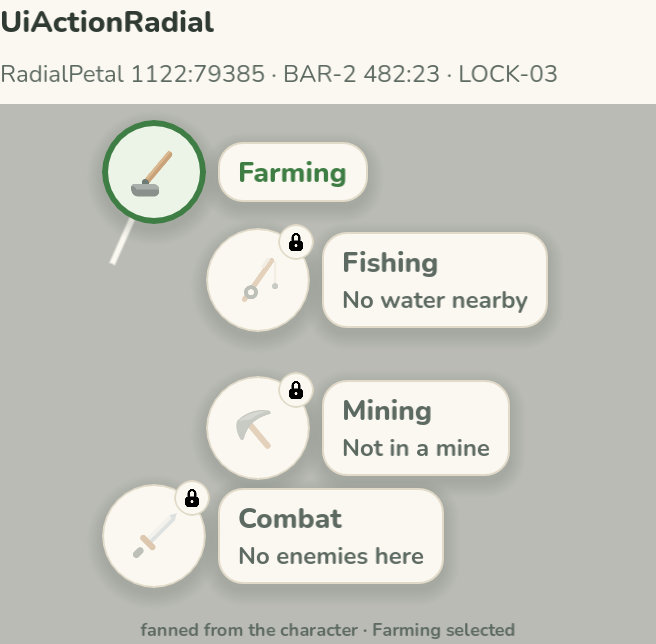 UiActionRadial
RadialPetal 1122:79385 · BAR-2 482:23 · LOCK-03
Farming
Fishing
No water nearby
Mining
Not in a mine
Combat
No enemies here
fanned from the character · Farming selected